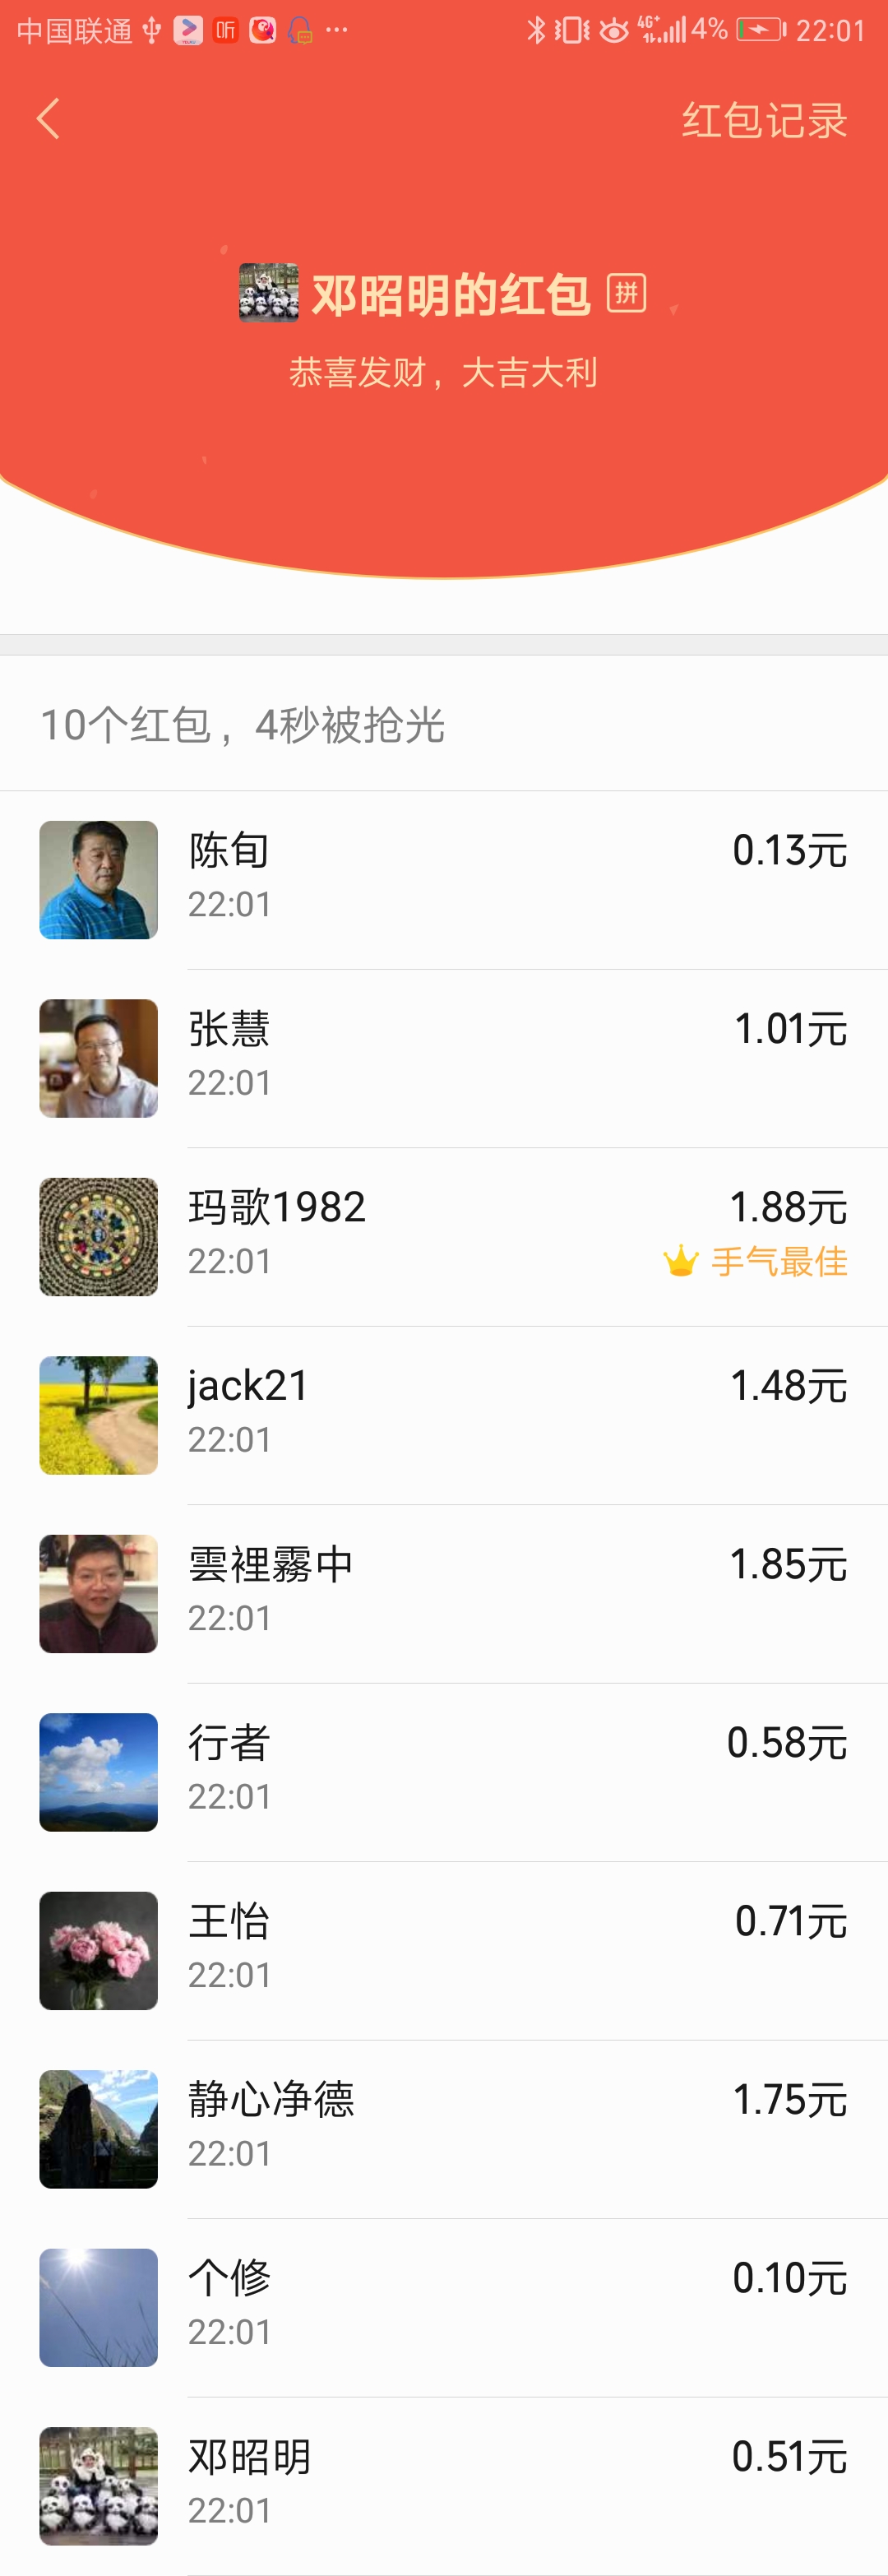 中国联通 听 4G+ 4% 22:01
红包记录
邓昭明的红包 拼
恭喜发财，大吉大利
10个红包，4秒被抢光
陈旬 0.13元
22:01
张慧 1.01元
22:01
玛歌1982 1.88元
22:01 手气最佳
jack21 1.48元
22:01
雲裡霧中 1.85元
22:01
行者 0.58元
22:01
王怡 0.71元
22:01
静心净德 1.75元
22:01
个修 0.10元
22:01
邓昭明 0.51元
22:01